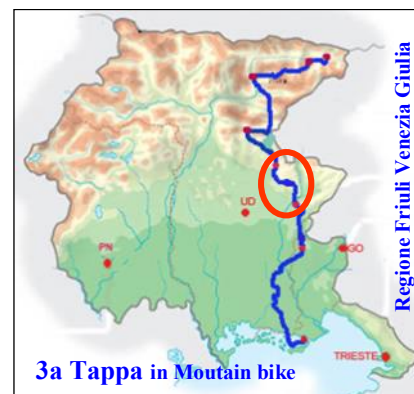 UD
PN
GO
TRIESTE
3a Tappa in Moutain bike
Regione Friuli Venezia Giulia